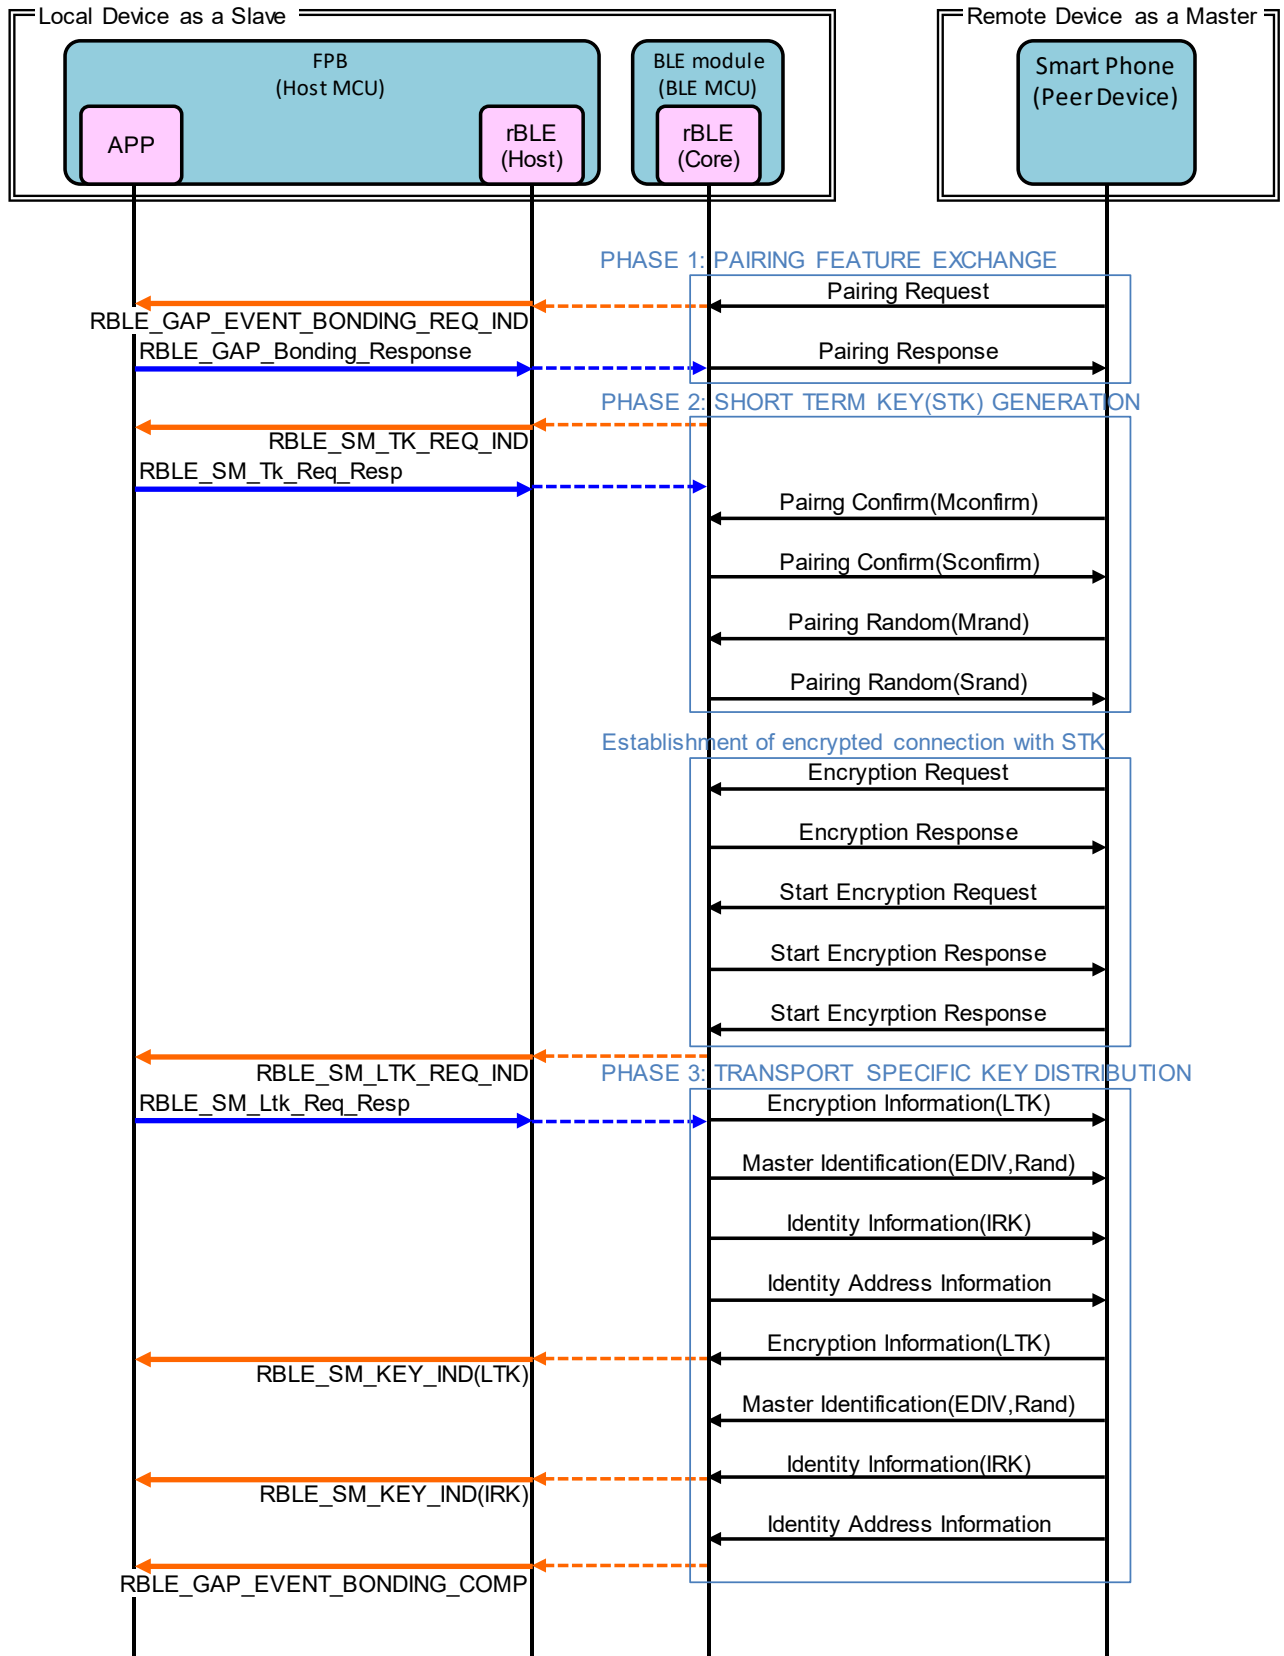 Local Device as a Slave
Remote Device as a Master
FPB
(Host MCU)
BLE module
(BLE MCU)
Smart Phone
(Peer Device)
APP
rBLE
(Host)
rBLE
(Core)
PHASE 1: PAIRING FEATURE EXCHANGE
Pairing Request
RBLE_GAP_EVENT_BONDING_REQ_IND
RBLE_GAP_Bonding_Response
Pairing Response
PHASE 2: SHORT TERM KEY(STK) GENERATION
RBLE_SM_TK_REQ_IND
RBLE_SM_Tk_Req_Resp
Pairng Confirm(Mconfirm)
Pairing Confirm(Sconfirm)
Pairing Random(Mrand)
Pairing Random(Srand)
Establishment of encrypted connection with STK
Encryption Request
Encryption Response
Start Encryption Request
Start Encryption Response
Start Encyrption Response
RBLE_SM_LTK_REQ_IND
PHASE 3: TRANSPORT SPECIFIC KEY DISTRIBUTION
RBLE_SM_Ltk_Req_Resp
Encryption Information(LTK)
Master Identification(EDIV,Rand)
Identity Information(IRK)
Identity Address Information
Encryption Information(LTK)
RBLE_SM_KEY_IND(LTK)
Master Identification(EDIV,Rand)
Identity Information(IRK)
RBLE_SM_KEY_IND(IRK)
Identity Address Information
RBLE_GAP_EVENT_BONDING_COMP